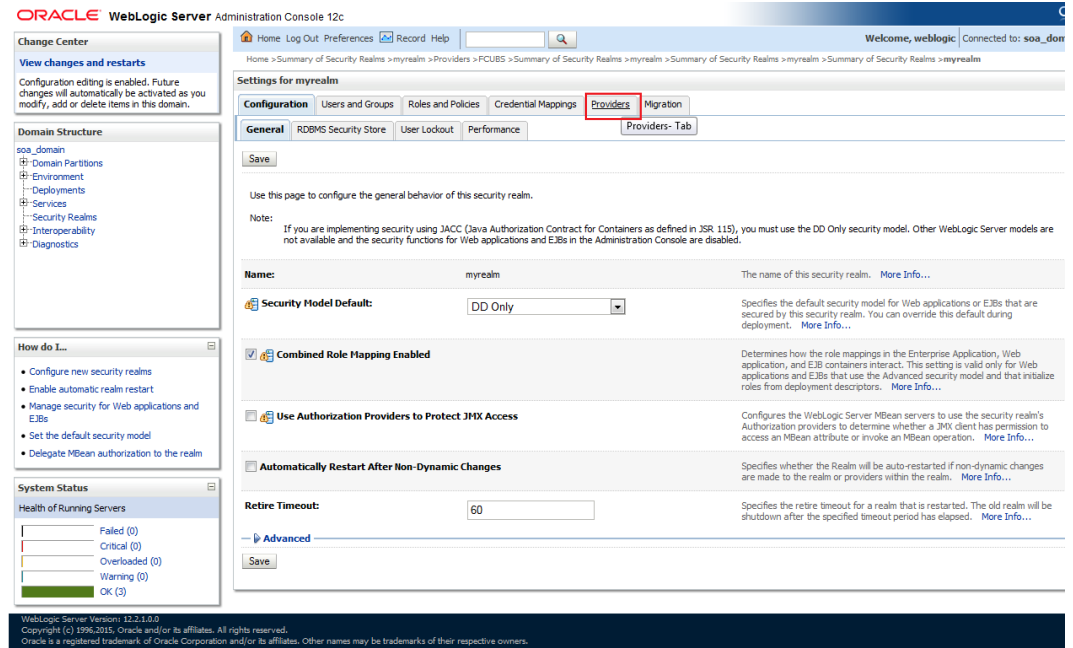 ORACLE WebLogic Server Administration Console 12c
Change Center
View changes and restarts
Configuration editing is enabled. Future
changes will automatically be activated as you
modify, add or delete items in this domain.
Domain Structure
soa_domain
Domain Partitions
Environment
Deployments
Services
Security Realms
Interoperability
Diagnostics
How do I...
Configure new security realms
Enable automatic realm restart
Manage security for Web applications and
EJBs
Set the default security model
Delegate MBean authorization to the realm
System Status
Health of Running Servers
Failed (0)
Critical (0)
Overloaded (0)
Warning (0)
OK (3)
Home Log Out Preferences Record Help
Welcome, weblogic Connected to: soa_dom
Home >Summary of Security Realms >myrealm >Providers >FCUBS >Summary of Security Realms >myrealm >Summary of Security Realms >myrealm >Summary of Security Realms >myrealm
Settings for myrealm
Configuration Users and Groups Roles and Policies Credential Mappings Providers Migration
General RDBMS Security Store User Lockout Performance
Providers- Tab
Save
Use this page to configure the general behavior of this security realm.
Note:
If you are implementing security using JACC (Java Authorization Contract for Containers as defined in JSR 115), you must use the DD Only security model. Other WebLogic Server models are
not available and the security functions for Web applications and EJBs in the Administration Console are disabled.
Name: myrealm The name of this security realm. More Info...
Security Model Default: DD Only
Specifies the default security model for Web applications or EJBs that are
secured by this security realm. You can override this default during
deployment. More Info...
Combined Role Mapping Enabled
Determines how the role mappings in the Enterprise Application, Web
application, and EJB containers interact. This setting is valid only for Web
applications and EJBs that use the Advanced security model and that initialize
roles from deployment descriptors. More Info...
Use Authorization Providers to Protect JMX Access
Configures the WebLogic Server MBean servers to use the security realm's
Authorization providers to determine whether a JMX client has permission to
access an MBean attribute or invoke an MBean operation. More Info...
Automatically Restart After Non-Dynamic Changes
Specifies whether the Realm will be auto-restarted if non-dynamic changes
are made to the realm or providers within the realm. More Info...
Retire Timeout: 60
Specifies the retire timeout for a realm that is restarted. The old realm will be
shutdown after the specified timeout period has elapsed. More Info...
Advanced
Save
WebLogic Server Version: 12.2.1.0.0
Copyright (c) 1996,2015, Oracle and/or its affiliates. All rights reserved.
Oracle is a registered trademark of Oracle Corporation and/or its affiliates. Other names may be trademarks of their respective owners.